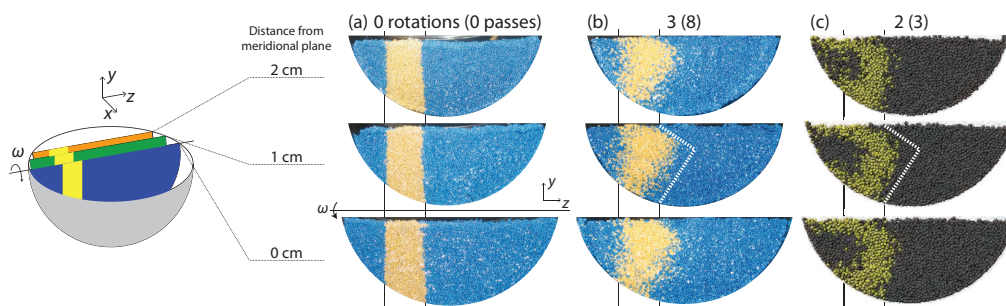 Distance from
meridional plane
2 cm
1 cm
0 cm
y
z
x
ω
(a) 0 rotations (0 passes)
(b) 3 (8)
(c) 2 (3)
y
z
ω